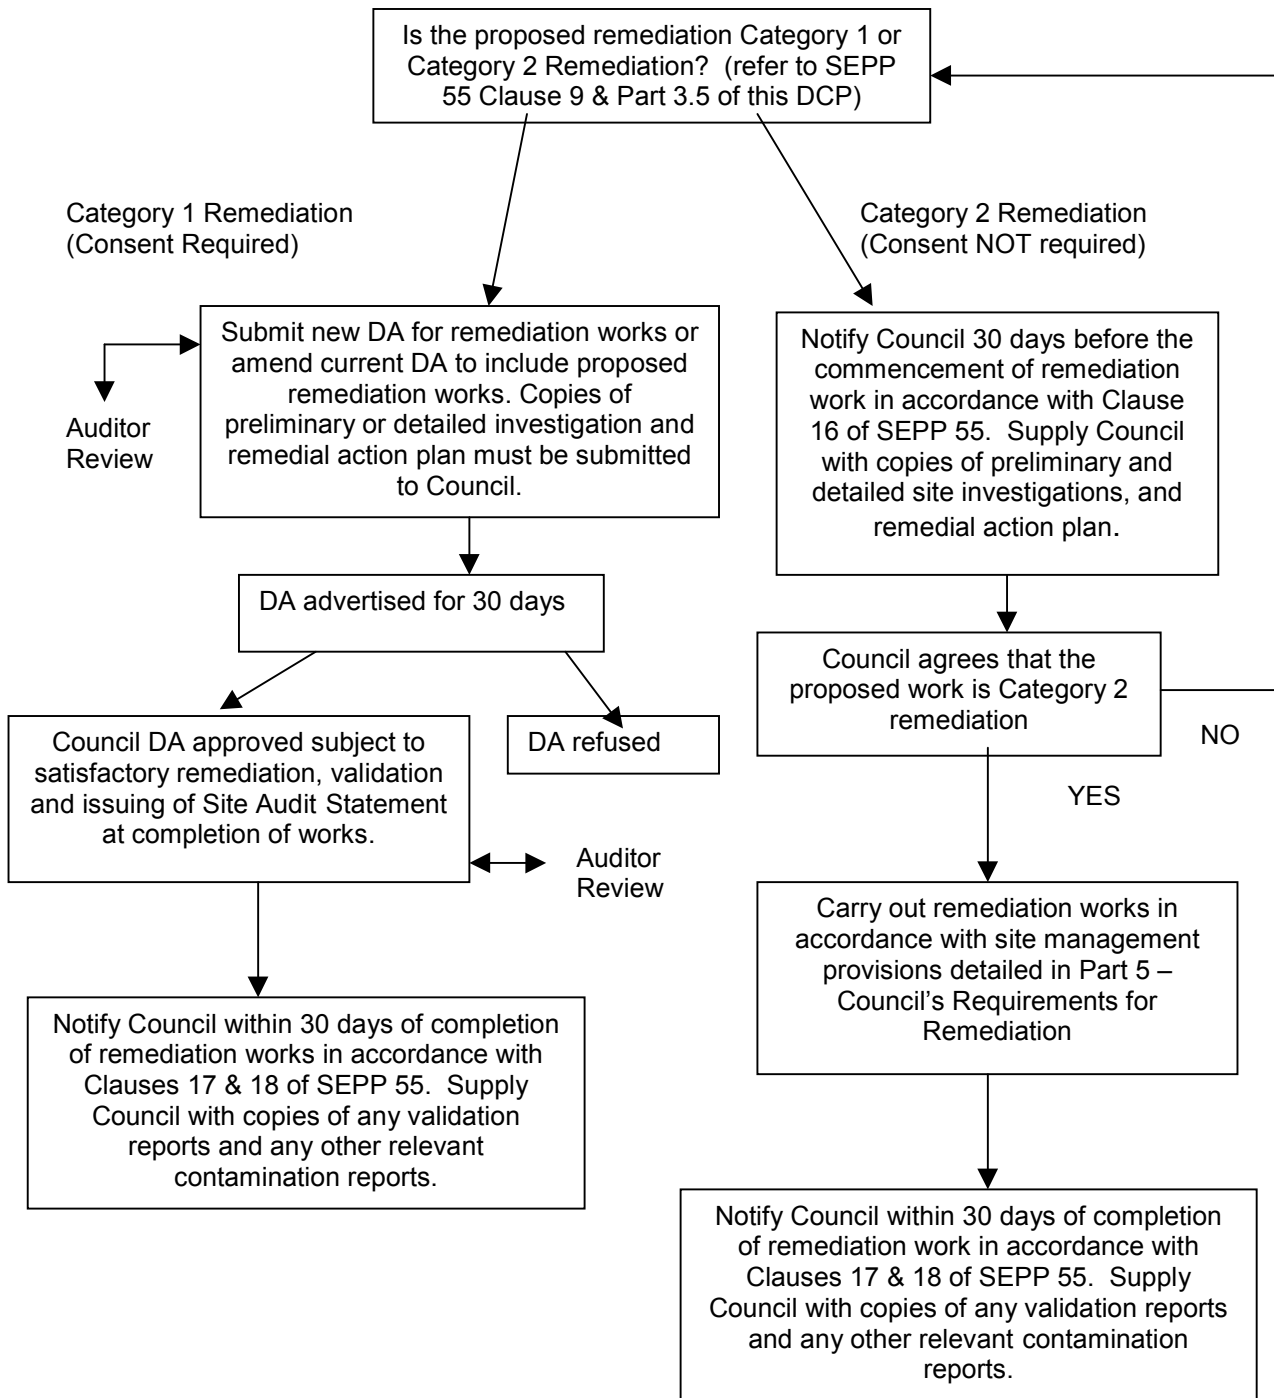 Is the proposed remediation Category 1 or
Category 2 Remediation?  (refer to SEPP
55 Clause 9 & Part 3.5 of this DCP)
Category 1 Remediation
(Consent Required)
Category 2 Remediation
(Consent NOT required)
Submit new DA for remediation works or
amend current DA to include proposed
remediation works. Copies of
preliminary or detailed investigation and
remedial action plan must be submitted
to Council.
Auditor
Review
Notify Council 30 days before the
commencement of remediation
work in accordance with Clause
16 of SEPP 55.  Supply Council
with copies of preliminary and
detailed site investigations, and
remedial action plan.
DA advertised for 30 days
Council agrees that the
proposed work is Category 2
remediation
NO
YES
Council DA approved subject to
satisfactory remediation, validation
and issuing of Site Audit Statement
at completion of works.
DA refused
Auditor
Review
Carry out remediation works in
accordance with site management
provisions detailed in Part 5 –
Council’s Requirements for
Remediation
Notify Council within 30 days of completion
of remediation works in accordance with
Clauses 17 & 18 of SEPP 55.  Supply
Council with copies of any validation
reports and any other relevant
contamination reports.
Notify Council within 30 days of completion
of remediation work in accordance with
Clauses 17 & 18 of SEPP 55.  Supply
Council with copies of any validation reports
and any other relevant contamination
reports.